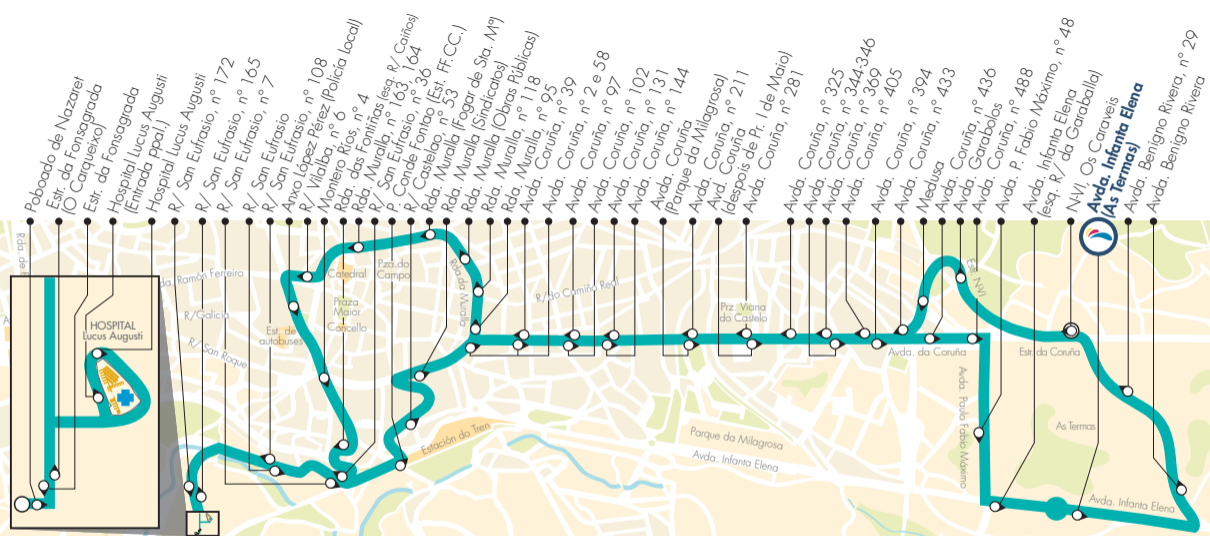 Poboado de Nazaret
Estr. da Fonsagrada
(O Carqueixo)
Estr. da Fonsagrada
Hospital Lucus Augusti
(Entrada ppal.)
Hospital Lucus Augusti
R/ San Eufrasio, nº 172
R/ San Eufrasio, nº 165
R/ San Eufrasio, nº 7
R/ San Eufrasio
R/ San Eufrasio, nº 108
Anxo López Pérez (Policía Local)
R/ Vilalba, nº 6
Montero Ríos, nº 4
Rda. das Fontiñas (esq. R/ Caiños)
Rda. Muralla, nº 163-164
R/ San Eufrasio, nº 36
P. Conde Fontao (Est. FF.CC.)
R/ Castelao, nº 53
Rda. Muralla (Fogar de Sta. Mª)
Rda. Muralla (Sindicatos)
Rda. Muralla (Obras Públicas)
Rda. Muralla, nº 118
Rda. Muralla, nº 95
Avda. Coruña, nº 39
Avda. Coruña, nº 2 e 58
Avda. Coruña, nº 97
Avda. Coruña, nº 102
Avda. Coruña, nº 131
Avda. Coruña, nº 144
Avda. Coruña
(Parque da Milagrosa)
Avda. Coruña, nº 211
Avd. Coruña
(despois de Pr. 1 de Maio)
Avda. Coruña, nº 281
Avda. Coruña, nº 325
Avda. Coruña, nº 344-346
Avda. Coruña, nº 369
Avda. Coruña, nº 405
Avda. Coruña, nº 394
Avda. Coruña, nº 433
Medusa
Avda. Coruña, nº 436
Os Garabolos
Avda. Coruña, nº 488
Avda. P. Fabio Máximo, nº 48
Avda. Infanta Elena
(esq. R/ da Garaballa)
N-VI, Os Caraveis
Avda. Infanta Elena
(As Termas)
Avda. Benigno Rivera, nº 29
Avda. Benigno Rivera
Ramón Ferreiro
R/Galicia
R/ San Roque
Est. de
autobuses
Catedral
Praza
Maior
Concello
Pza. do
Campo
Rda da Muralla
R/ do Camiño Real
Prz. Viana
do Castelo
Estr. N-VI
Avda. da Coruña
Estr. da Coruña
HOSPITAL
Lucus Augusti
Estación do Tren
Parque da Milagrosa
Avda. Infanta Elena
Avda. Paulo Fabio Máximo
As Termas
Avda. Infanta Elena